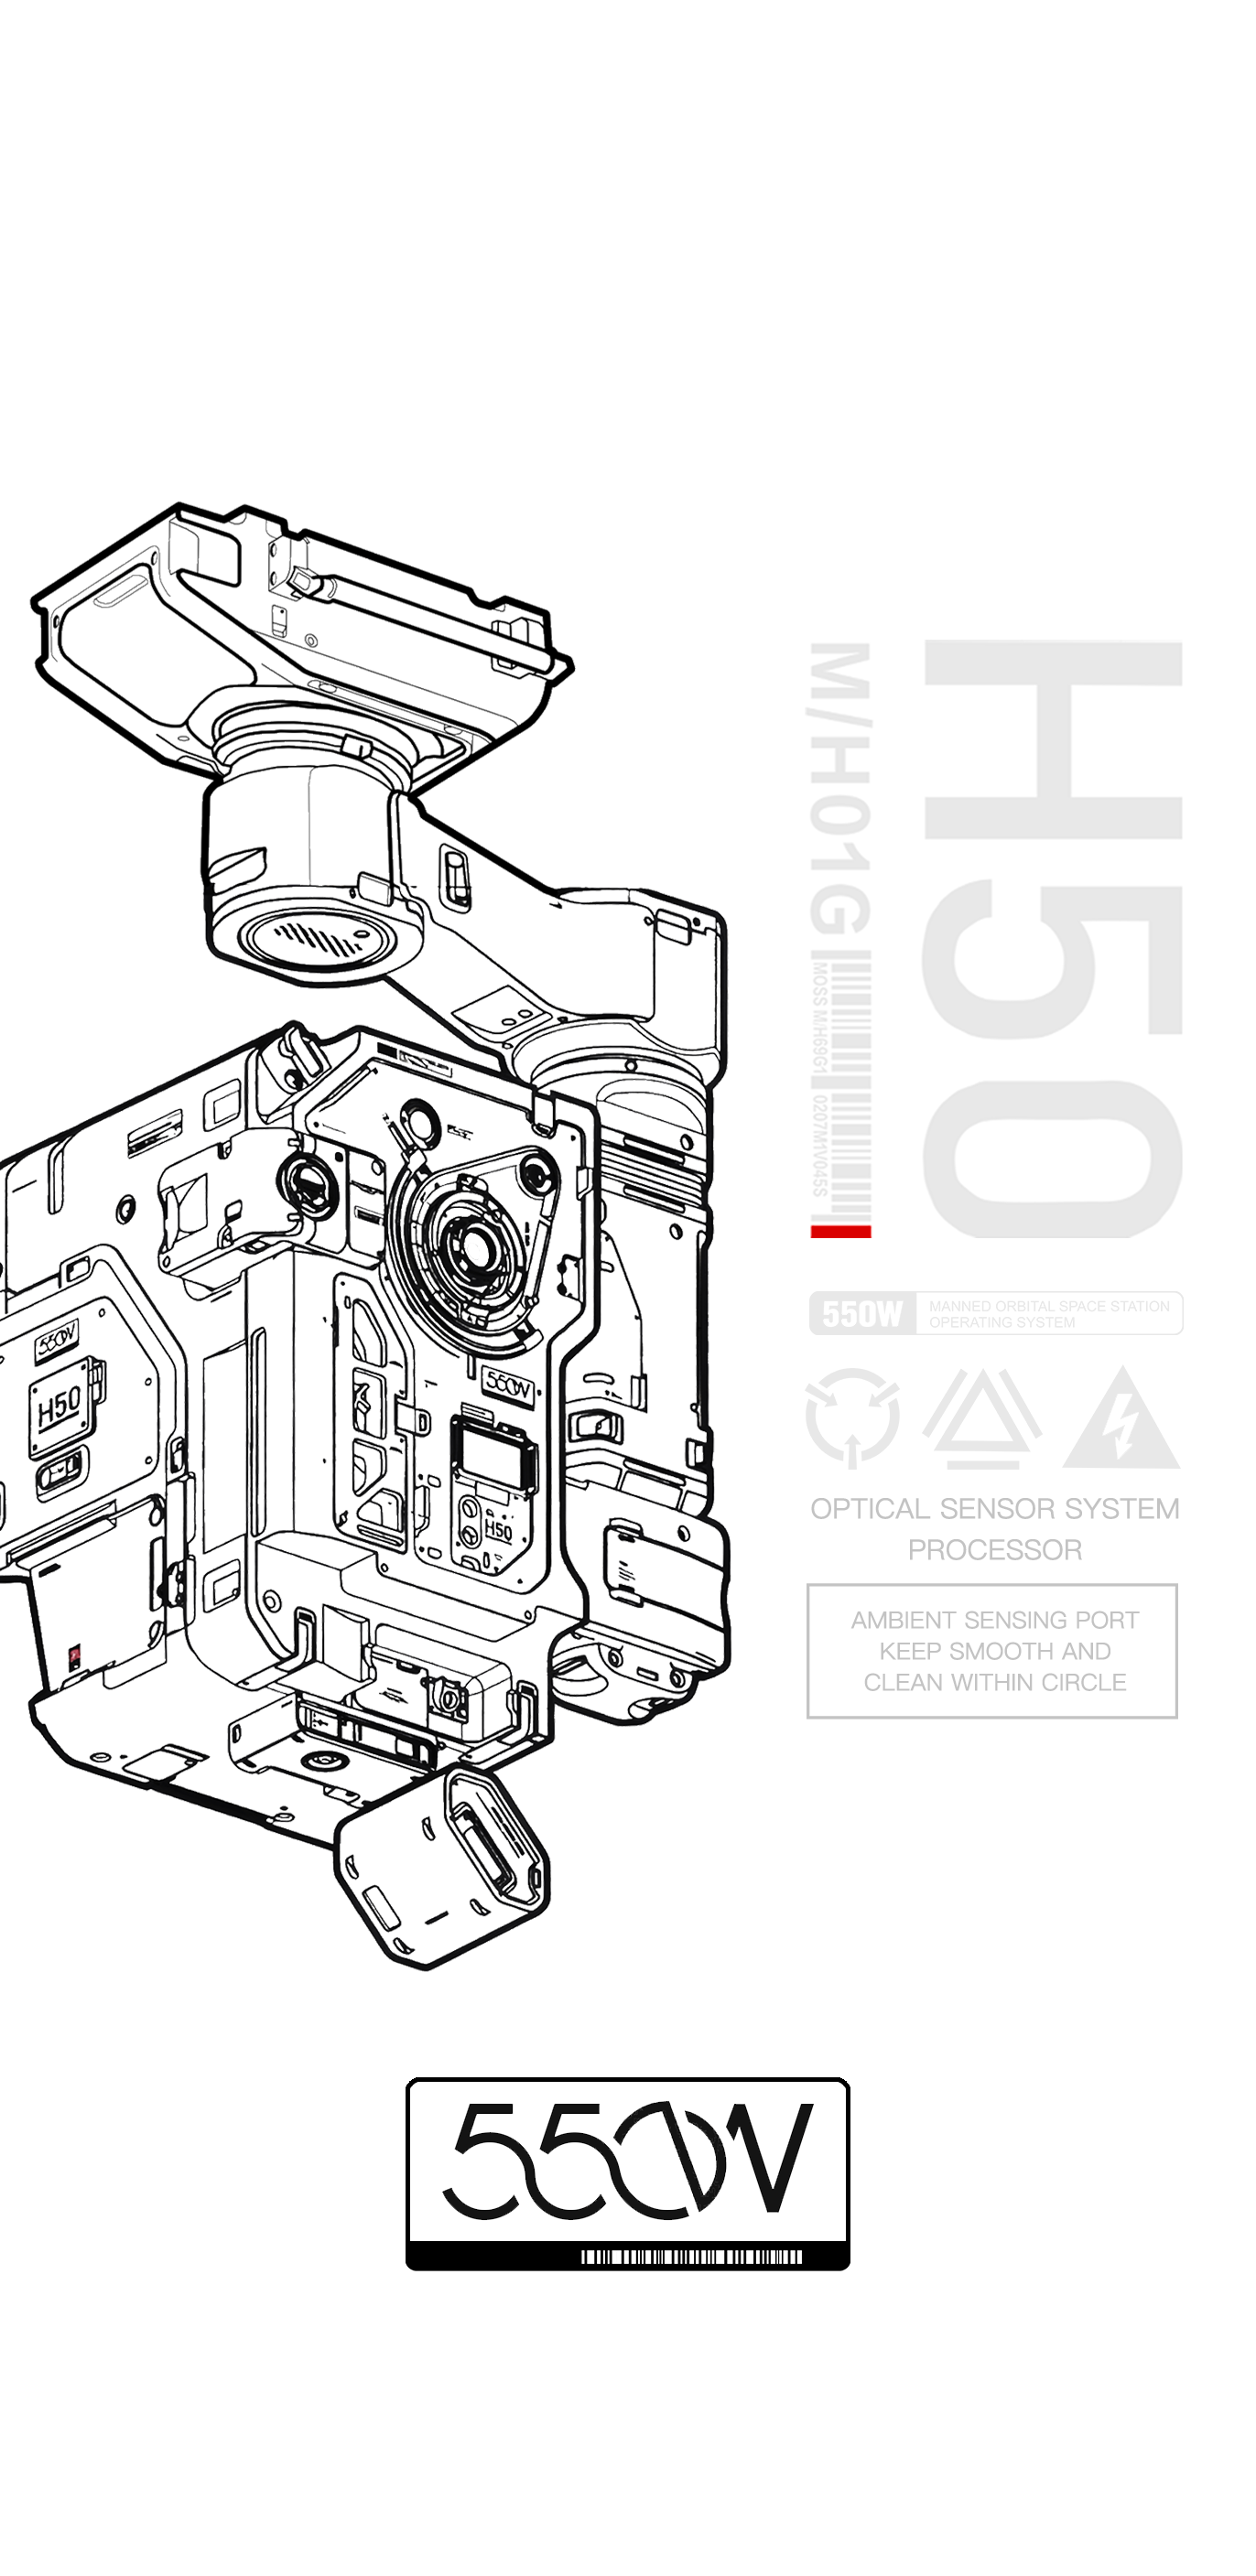 H50
M/H01G
MOSS M/H69G1
0207M1V045S
550W
MANNED ORBITAL SPACE STATION
OPERATING SYSTEM
OPTICAL SENSOR SYSTEM
PROCESSOR
AMBIENT SENSING PORT
KEEP SMOOTH AND
CLEAN WITHIN CIRCLE
550W
H50
550W
H50
550W